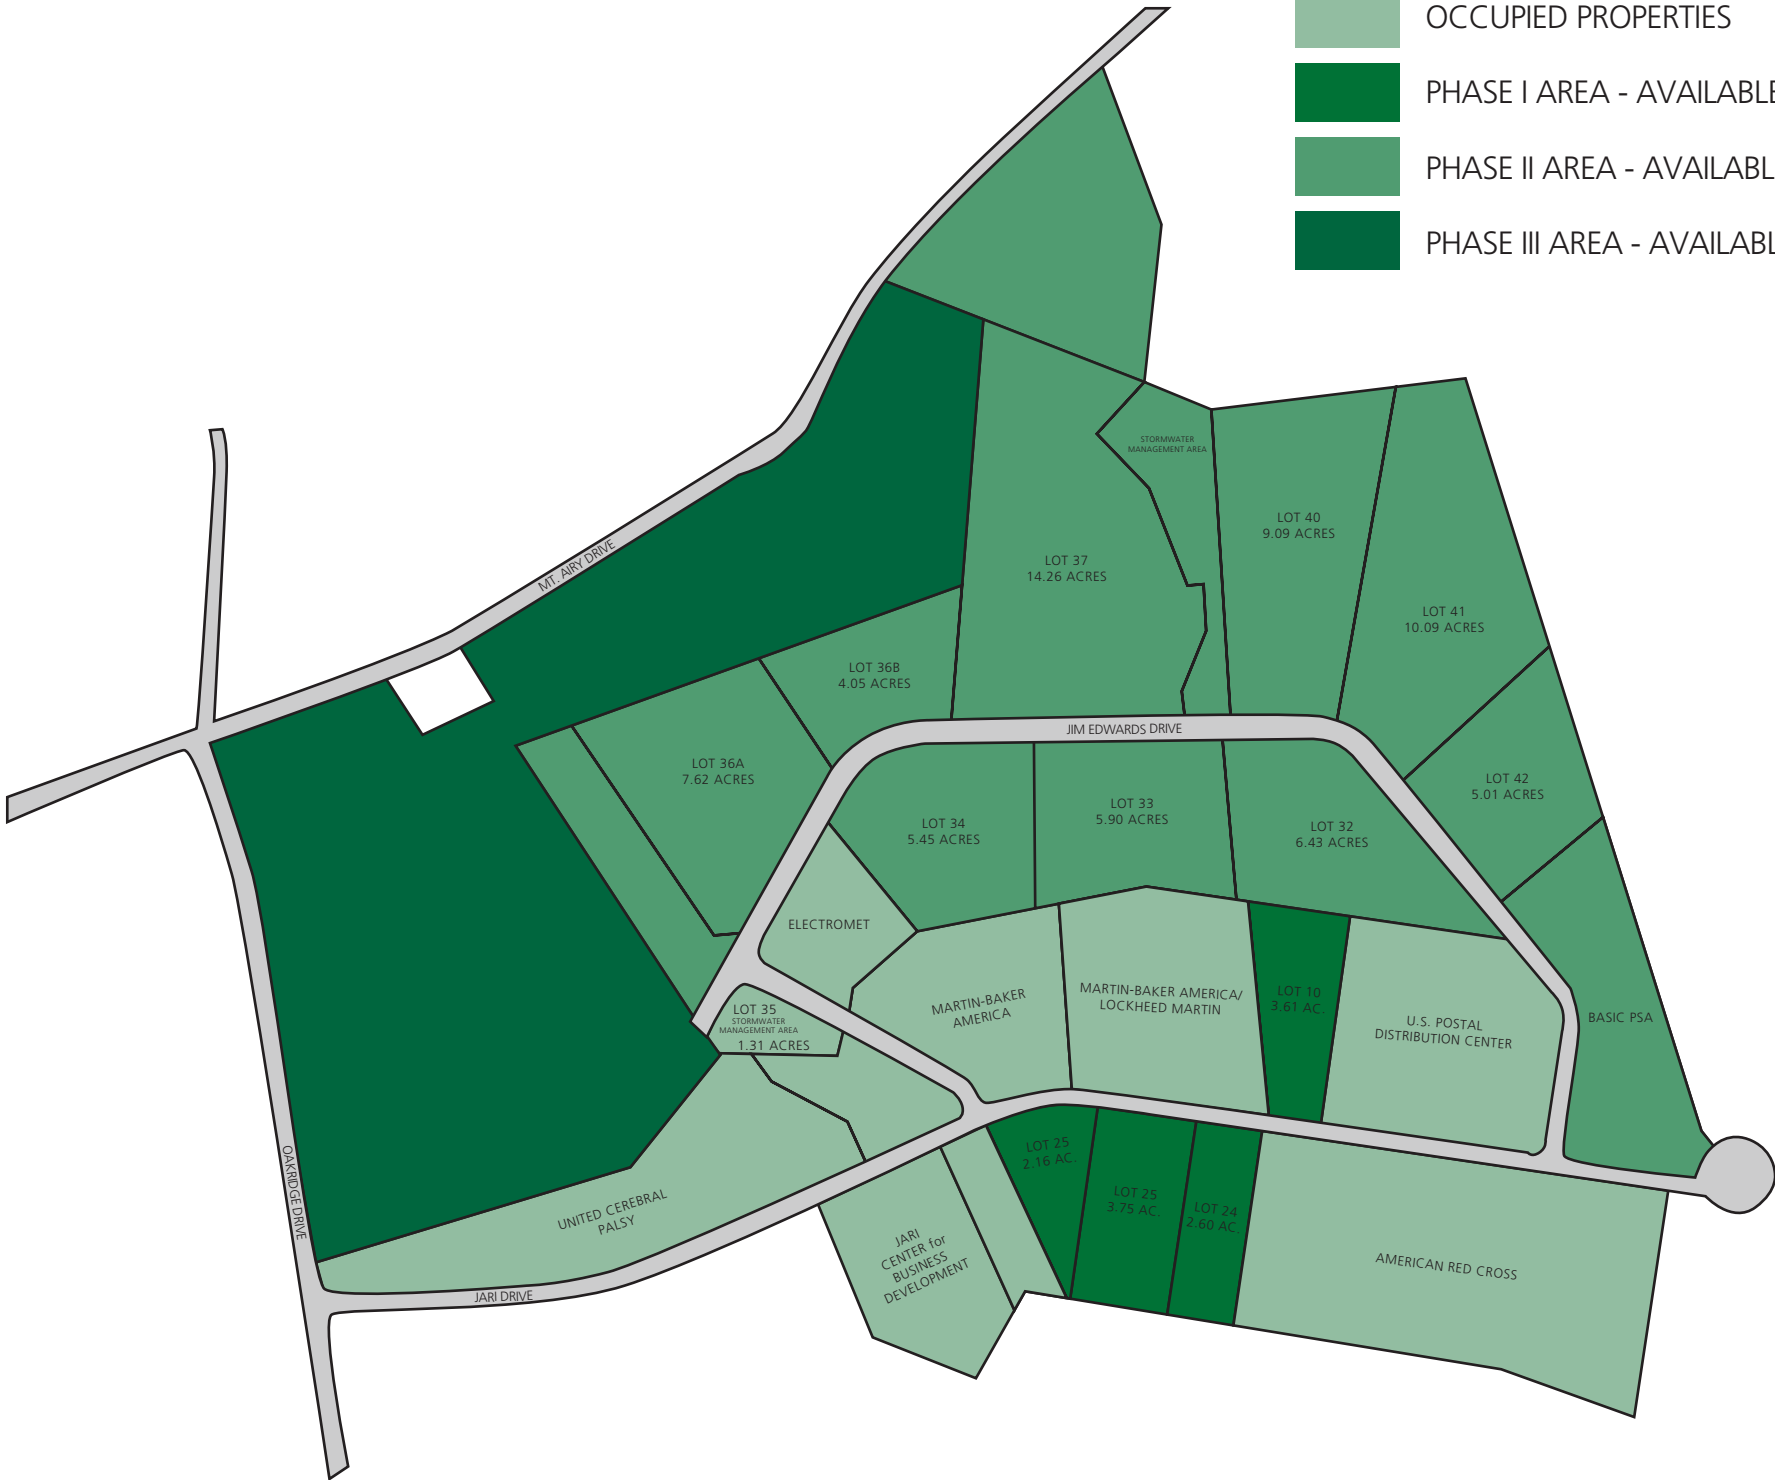 OCCUPIED PROPERTIES
PHASE I AREA - AVAILABLE
PHASE II AREA - AVAILABL
PHASE III AREA - AVAILABL
STORMWATER
MANAGEMENT AREA
LOT 40
9.09 ACRES
LOT 37
14.26 ACRES
LOT 41
10.09 ACRES
MT. AIRY DRIVE
LOT 36B
4.05 ACRES
JIM EDWARDS DRIVE
LOT 36A
7.62 ACRES
LOT 42
5.01 ACRES
LOT 34
5.45 ACRES
LOT 33
5.90 ACRES
LOT 32
6.43 ACRES
ELECTROMET
MARTIN-BAKER
AMERICA
MARTIN-BAKER AMERICA/
LOCKHEED MARTIN
LOT 10
3.61 AC.
U.S. POSTAL
DISTRIBUTION CENTER
BASIC PSA
LOT 35
STORMWATER
MANAGEMENT AREA
1.31 ACRES
LOT 25
2.16 AC.
LOT 25
3.75 AC.
LOT 24
2.60 AC.
OAKRIDGE DRIVE
UNITED CEREBRAL
PALSY
JARI
CENTER for
BUSINESS
DEVELOPMENT
AMERICAN RED CROSS
JARI DRIVE